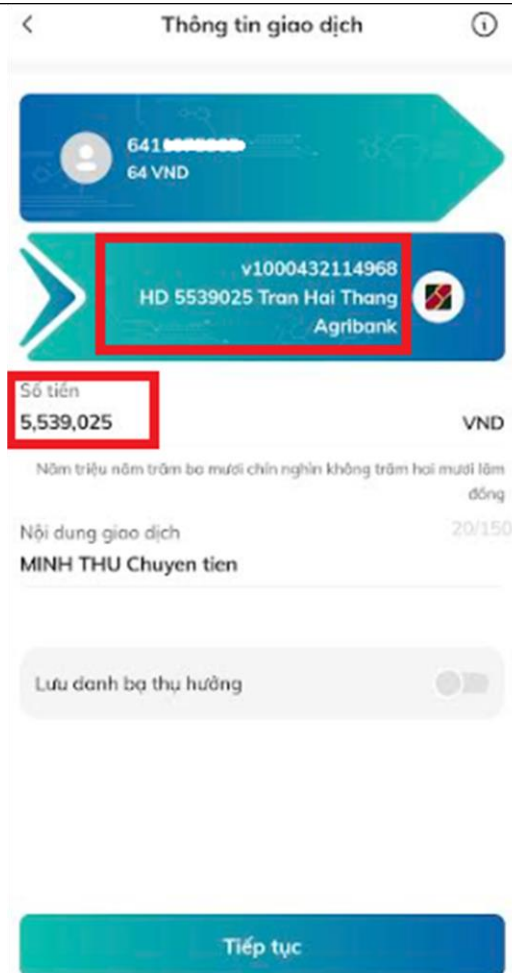 Thông tin giao dịch
641
64 VND
v1000432114968
HD 5539025 Tran Hai Thang
Agribank
Số tiền
5,539,025 VND
Năm triệu năm trăm ba mươi chín nghìn không trăm hai mươi lăm
đồng
Nội dung giao dịch 20/150
MINH THU Chuyen tien
Lưu danh bạ thụ hưởng
Tiếp tục